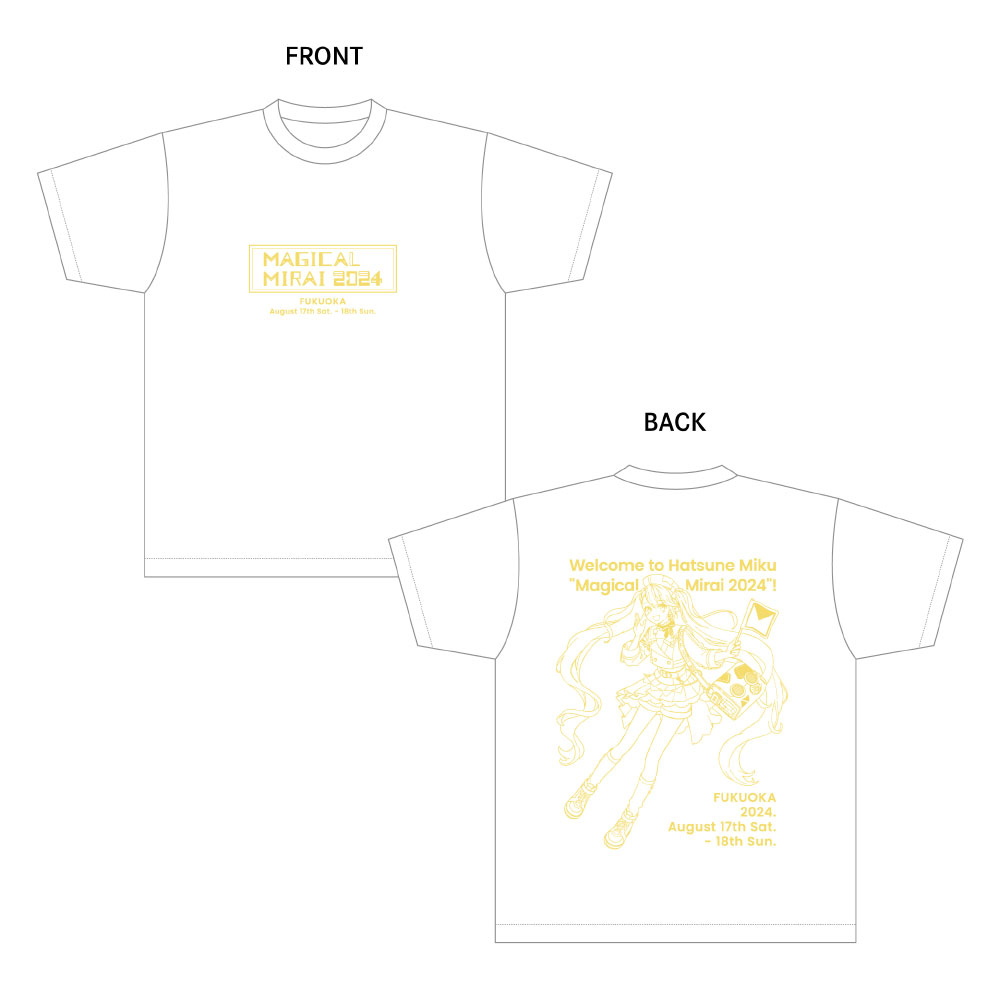 FRONT
MAGICAL
MIRAI 2024
FUKUOKA
August 17th Sat. - 18th Sun.
BACK
Welcome to Hatsune Miku
"Magical Mirai 2024"!
FUKUOKA
2024.
August 17th Sat.
- 18th Sun.